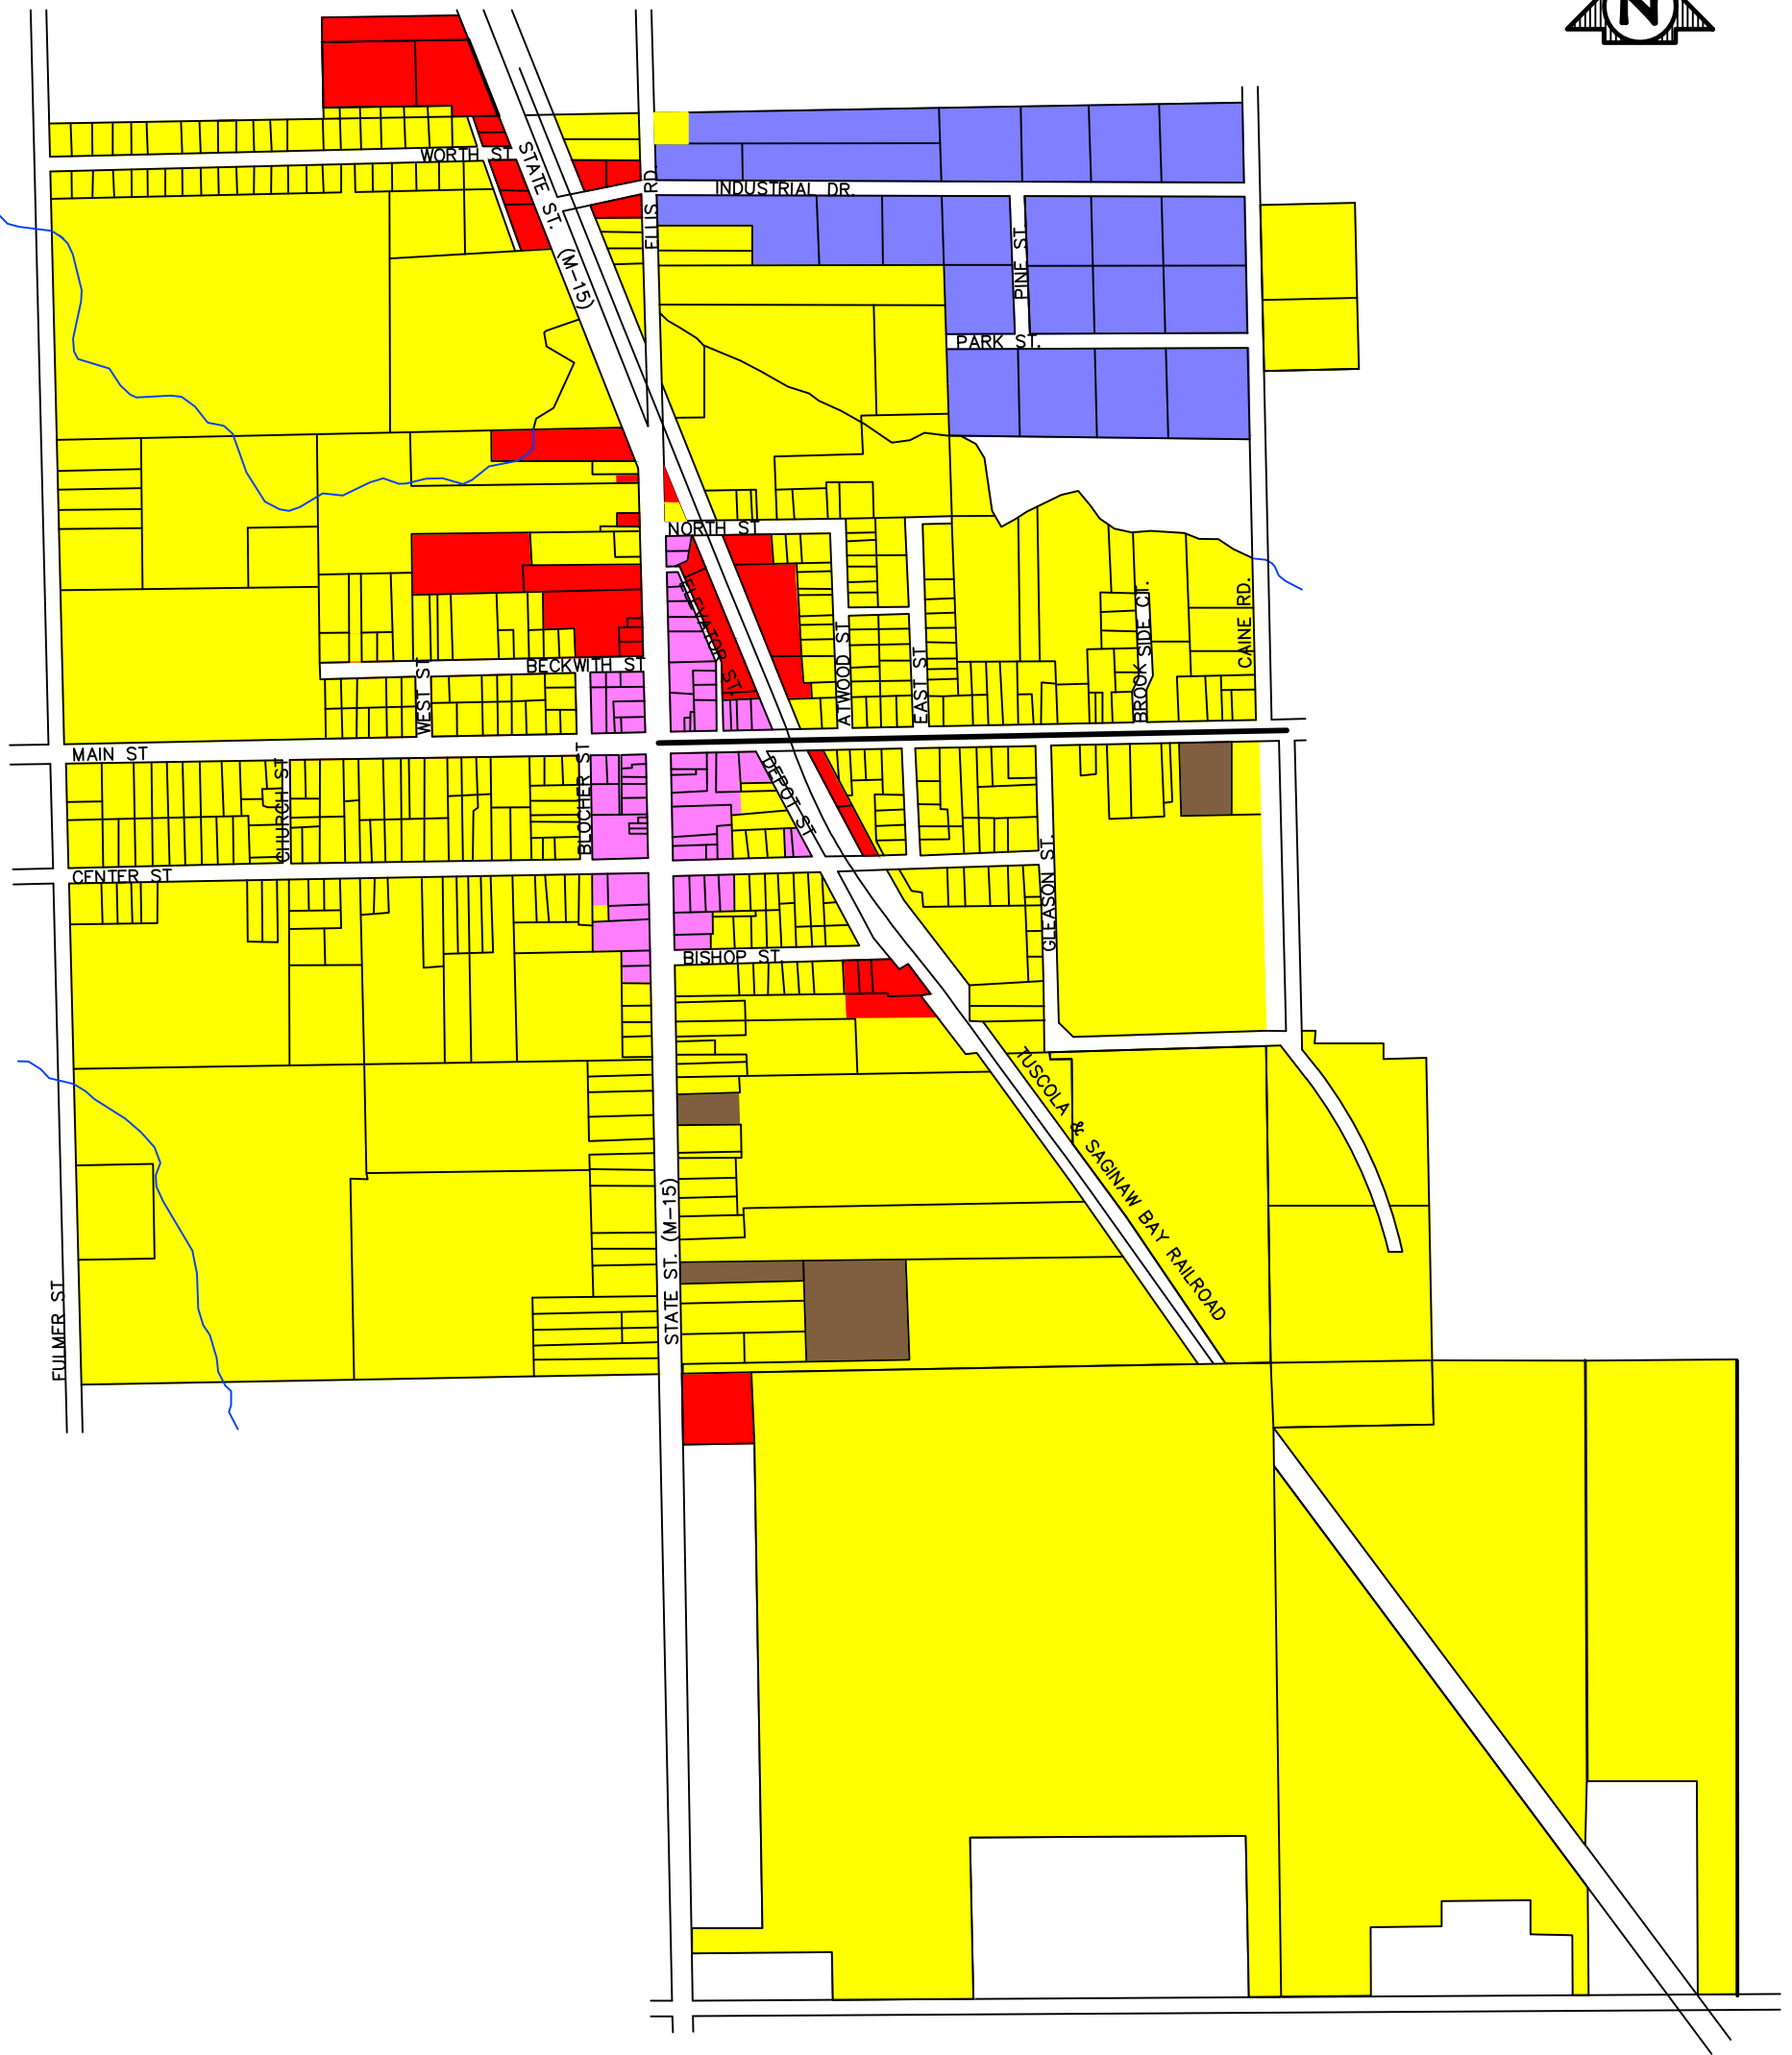 N
WORTH ST
STATE ST. (M-15)
ELLIS RD.
INDUSTRIAL DR.
PINE ST.
PARK ST.
NORTH ST
ELEVATOR ST.
BECKWITH ST
WEST ST
ATWOOD ST
EAST ST
BROOK SIDE CT.
CAINE RD.
MAIN ST
CHURCH ST
BLOCHER ST
DEPOT ST
CENTER ST
GLEASON ST.
BISHOP ST
TUSCOLA & SAGINAW BAY RAILROAD
STATE ST. (M-15)
FULMER ST